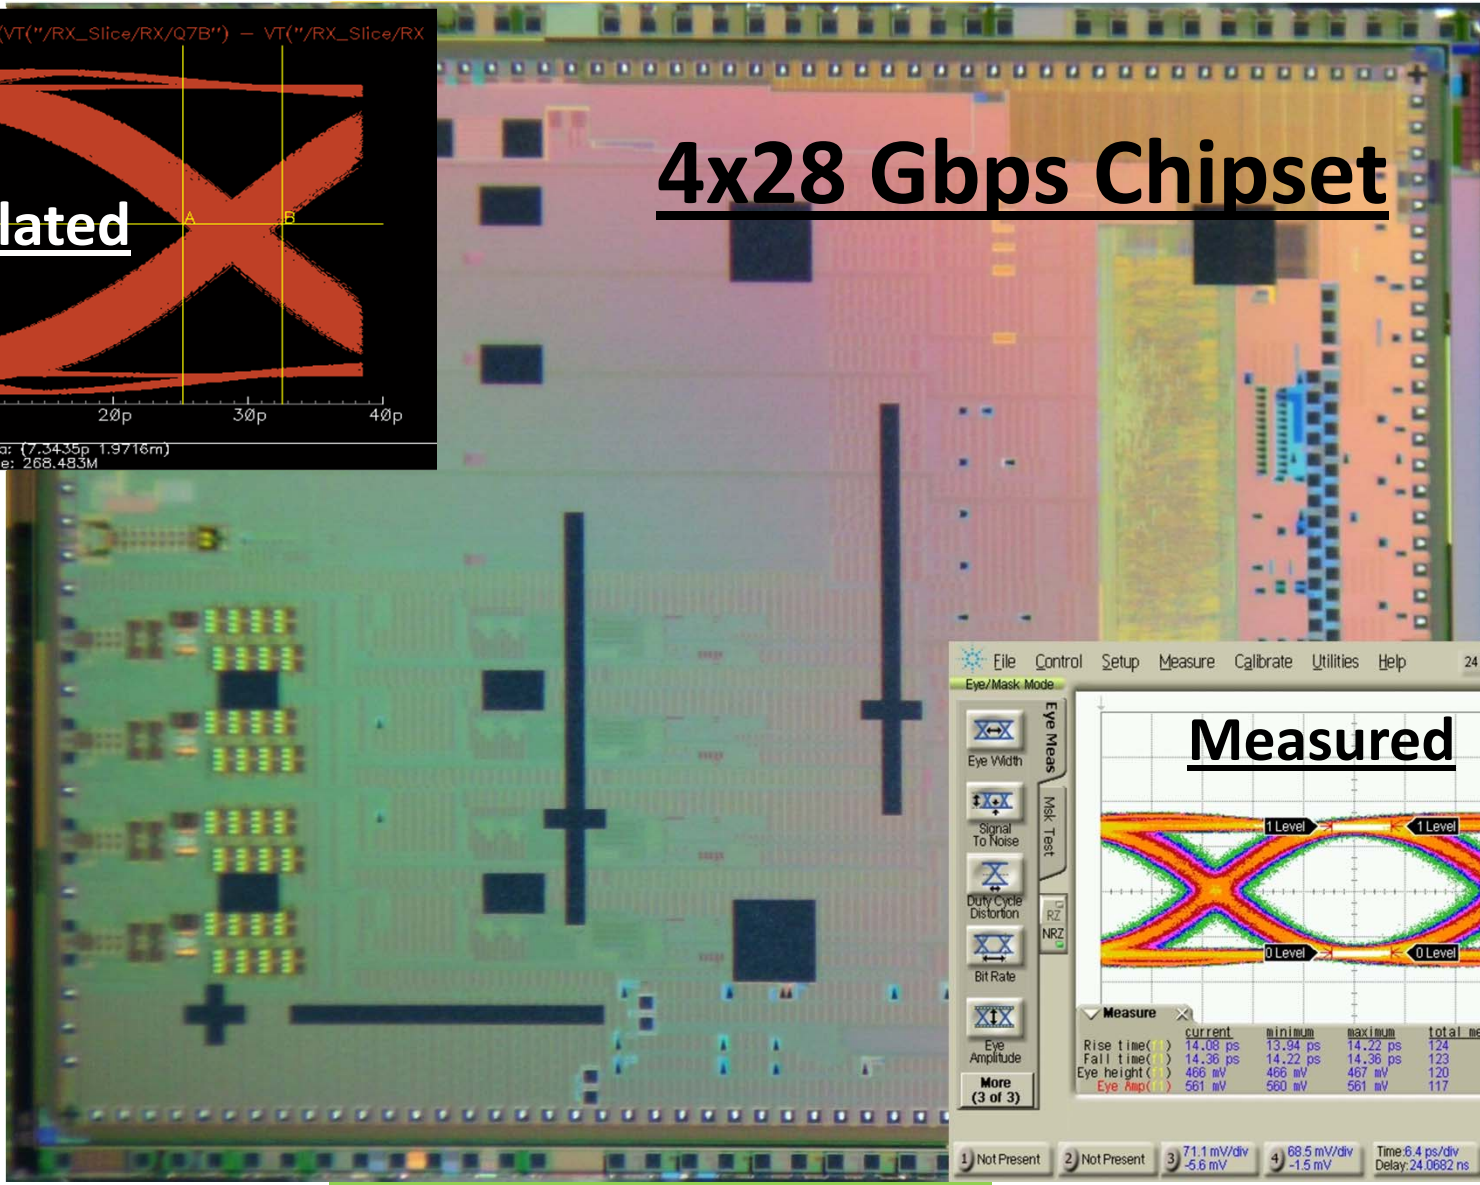 (VT("/RX_Slice/RX/Q7B") – VT("/RX_Slice/RX
lated
A
B
20p 30p 40p
a: (7.3435p 1.9716m)
e: 268.483M
4x28 Gbps Chipset
File Control Setup Measure Calibrate Utilities Help 24
Eye/Mask Mode
Eye Meas
Msk Test
Eye Width
Signal
To Noise
Duty Cycle
Distortion
RZ
NRZ
Bit Rate
Eye
Amplitude
More
(3 of 3)
Measured
1 Level 1 Level
0 Level 0 Level
Measure
current minimum maximum total me
Rise time( ) 14.08 ps 13.94 ps 14.22 ps 124
Fall time( ) 14.36 ps 14.22 ps 14.36 ps 123
Eye height( ) 466 mV 466 mV 467 mV 120
Eye Amp( ) 561 mV 560 mV 561 mV 117
1 Not Present
2 Not Present
3 71.1 mV/div
-5.6 mV
4 68.5 mV/div
-1.5 mV
Time:6.4 ps/div
Delay:24.0682 ns